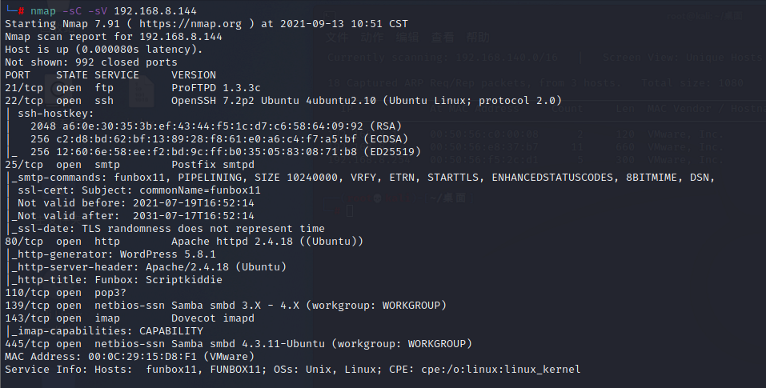 └─# nmap -sC -sV 192.168.8.144
Starting Nmap 7.91 ( https://nmap.org ) at 2021-09-13 10:51 CST
Nmap scan report for 192.168.8.144
Host is up (0.000080s latency).
Not shown: 992 closed ports
PORT    STATE SERVICE     VERSION
21/tcp  open  ftp         ProFTPD 1.3.3c
22/tcp  open  ssh         OpenSSH 7.2p2 Ubuntu 4ubuntu2.10 (Ubuntu Linux; protocol 2.0)
| ssh-hostkey:
|   2048 a6:0e:30:35:3b:ef:43:44:f5:1c:d7:c6:58:64:09:92 (RSA)
|   256 c2:d8:bd:62:bf:13:89:28:f8:61:e0:a6:c4:f7:a5:bf (ECDSA)
|_  256 12:60:6e:58:ee:f2:bd:9c:ff:b0:35:05:83:08:71:b8 (ED25519)
25/tcp  open  smtp        Postfix smtpd
|_smtp-commands: funbox11, PIPELINING, SIZE 10240000, VRFY, ETRN, STARTTLS, ENHANCEDSTATUSCODES, 8BITMIME, DSN,
| ssl-cert: Subject: commonName=funbox11
| Not valid before: 2021-07-19T16:52:14
|_Not valid after:  2031-07-17T16:52:14
|_ssl-date: TLS randomness does not represent time
80/tcp  open  http        Apache httpd 2.4.18 ((Ubuntu))
|_http-generator: WordPress 5.8.1
|_http-server-header: Apache/2.4.18 (Ubuntu)
|_http-title: Funbox: Scriptkiddie
110/tcp open  pop3?
139/tcp open  netbios-ssn Samba smbd 3.X - 4.X (workgroup: WORKGROUP)
143/tcp open  imap        Dovecot imapd
|_imap-capabilities: CAPABILITY
445/tcp open  netbios-ssn Samba smbd 4.3.11-Ubuntu (workgroup: WORKGROUP)
MAC Address: 00:0C:29:15:D8:F1 (VMware)
Service Info: Hosts:  funbox11, FUNBOX11; OSs: Unix, Linux; CPE: cpe:/o:linux:linux_kernel